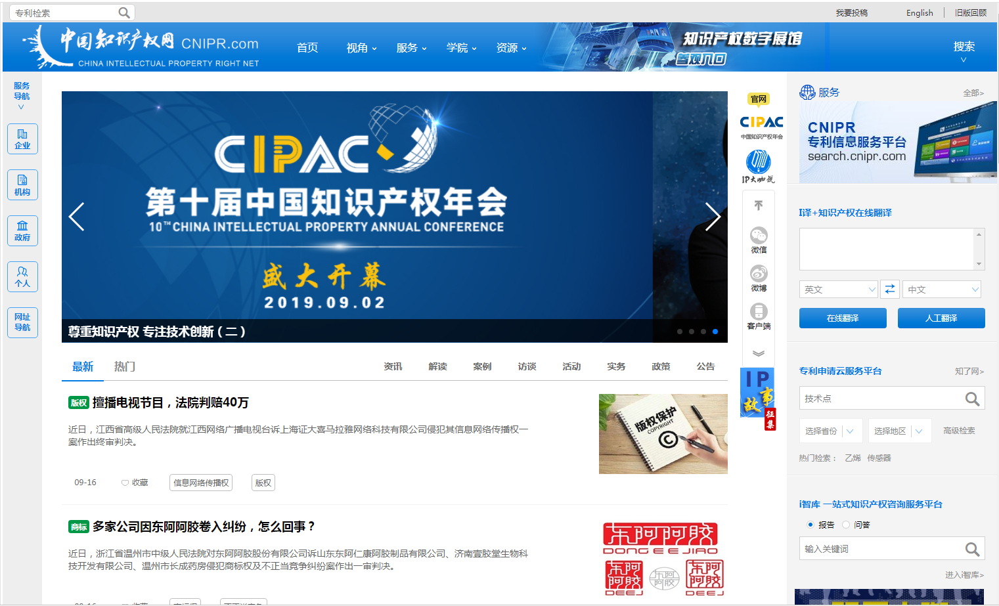 专利检索
我要投稿 English 旧版回顾
中国知识产权网 CNIPR.com
CHINA INTELLECTUAL PROPERTY RIGHT NET
首页 视角 服务 学院 资源
知识产权数字展馆
参观入口
搜索
服务
导航
企业
机构
政府
个人
网址
导航
CIPAC
第十届中国知识产权年会
10TH CHINA INTELLECTUAL PROPERTY ANNUAL CONFERENCE
盛大开幕
2019.09.02
尊重知识产权 专注技术创新（二）
官网
CIPAC
中国知识产权年会
IP大咖说
微信
微博
客户端
IP
故事
征集
最新 热门 资讯 解读 案例 访谈 活动 实务 政策 公告
版权 擅播电视节目，法院判赔40万
近日，江西省高级人民法院就江西网络广播电视台诉上海证大喜马拉雅网络科技有限公司侵犯其信息网络传播权一
案作出终审判决。
09-16 收藏 信息网络传播权 版权
版权保护
COPYRIGHT
©
商标 多家公司因东阿阿胶卷入纠纷，怎么回事？
近日，浙江省温州市中级人民法院对东阿阿胶股份有限公司诉山东东阿仁康阿胶制品有限公司、济南壹胶堂生物科
技开发有限公司、温州市长成药房侵犯商标权及不正当竞争纠纷案作出一审判决。
东阿阿胶
DONG EE JIAO
东阿阿胶
DEEJ
东阿阿胶
东阿阿胶
DEEJ
服务 全部>
CNIPR
专利信息服务平台
search.cnipr.com
I译+知识产权在线翻译
英文 中文
在线翻译 人工翻译
专利申请云服务平台 知了网>
技术点
选择省份 选择地区 高级检索
热门检索： 乙烯 传感器
i智库 一站式知识产权咨询服务平台
报告 问答
输入关键词
进入i智库>